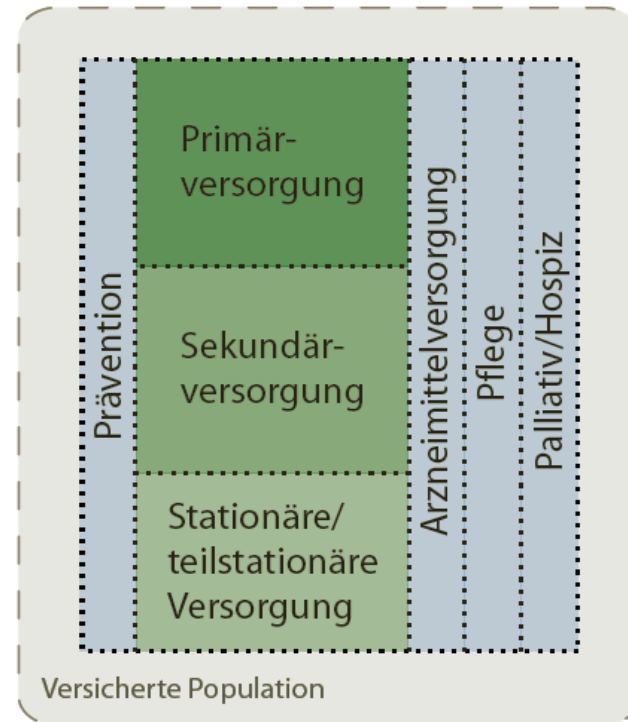 Prävention
Primär-
versorgung
Sekundär-
versorgung
Stationäre/
teilstationäre
Versorgung
Arzneimittelversorgung
Pflege
Palliativ/Hospiz
Versicherte Population